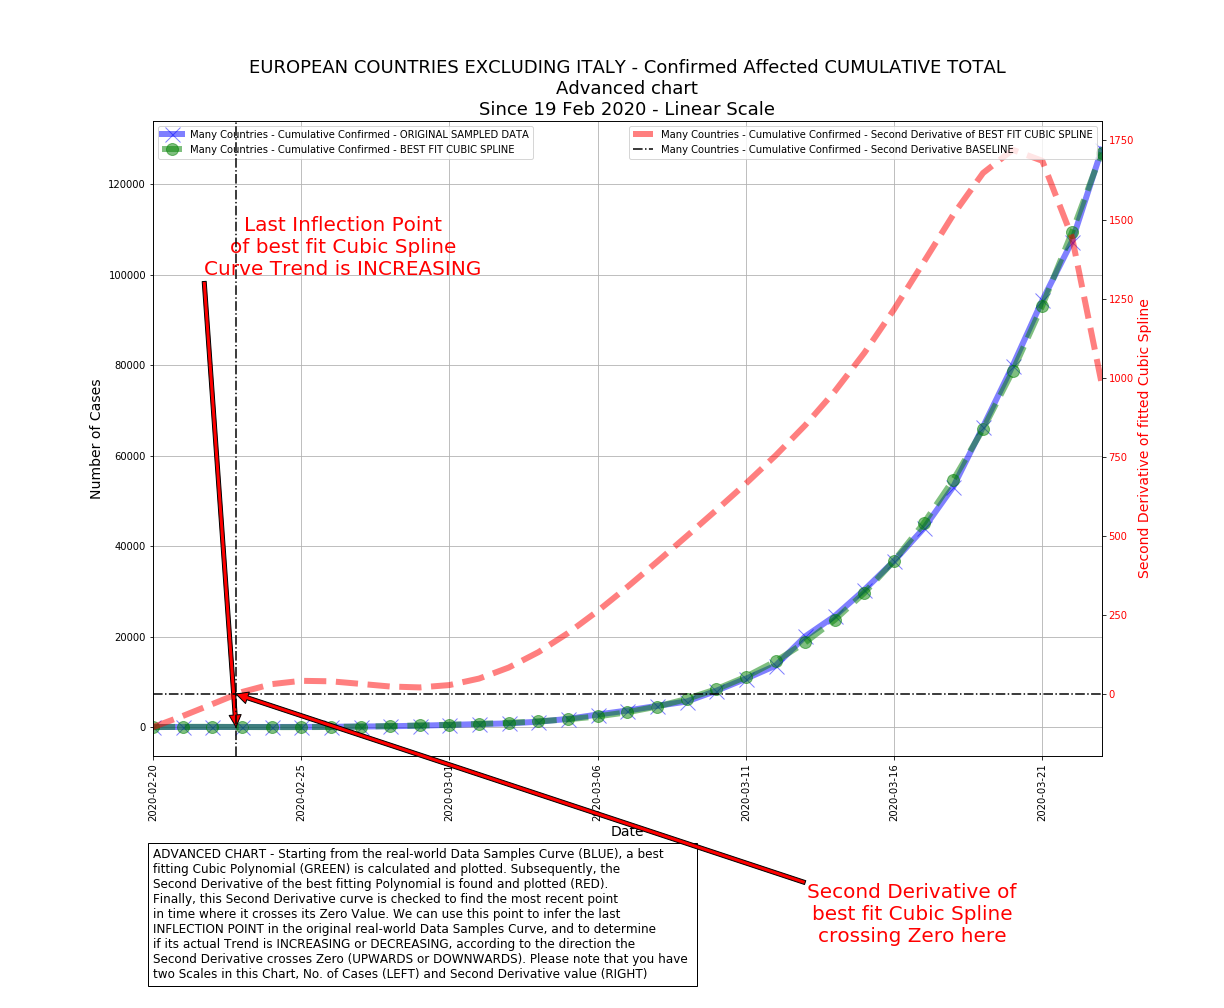 EUROPEAN COUNTRIES EXCLUDING ITALY - Confirmed Affected CUMULATIVE TOTAL
Advanced chart
Since 19 Feb 2020 - Linear Scale
Many Countries - Cumulative Confirmed - ORIGINAL SAMPLED DATA
Many Countries - Cumulative Confirmed - BEST FIT CUBIC SPLINE
Many Countries - Cumulative Confirmed - Second Derivative of BEST FIT CUBIC SPLINE
Many Countries - Cumulative Confirmed - Second Derivative BASELINE
Last Inflection Point
of best fit Cubic Spline
Curve Trend is INCREASING
Number of Cases
120000
100000
80000
60000
40000
20000
0
1750
1500
1250
1000
750
500
250
0
Second Derivative of fitted Cubic Spline
2020-02-20
2020-02-25
2020-03-01
2020-03-06
2020-03-11
2020-03-16
2020-03-21
Date
ADVANCED CHART - Starting from the real-world Data Samples Curve (BLUE), a best
fitting Cubic Polynomial (GREEN) is calculated and plotted. Subsequently, the
Second Derivative of the best fitting Polynomial is found and plotted (RED).
Finally, this Second Derivative curve is checked to find the most recent point
in time where it crosses its Zero Value. We can use this point to infer the last
INFLECTION POINT in the original real-world Data Samples Curve, and to determine
if its actual Trend is INCREASING or DECREASING, according to the direction the
Second Derivative crosses Zero (UPWARDS or DOWNWARDS). Please note that you have
two Scales in this Chart, No. of Cases (LEFT) and Second Derivative value (RIGHT)
Second Derivative of
best fit Cubic Spline
crossing Zero here